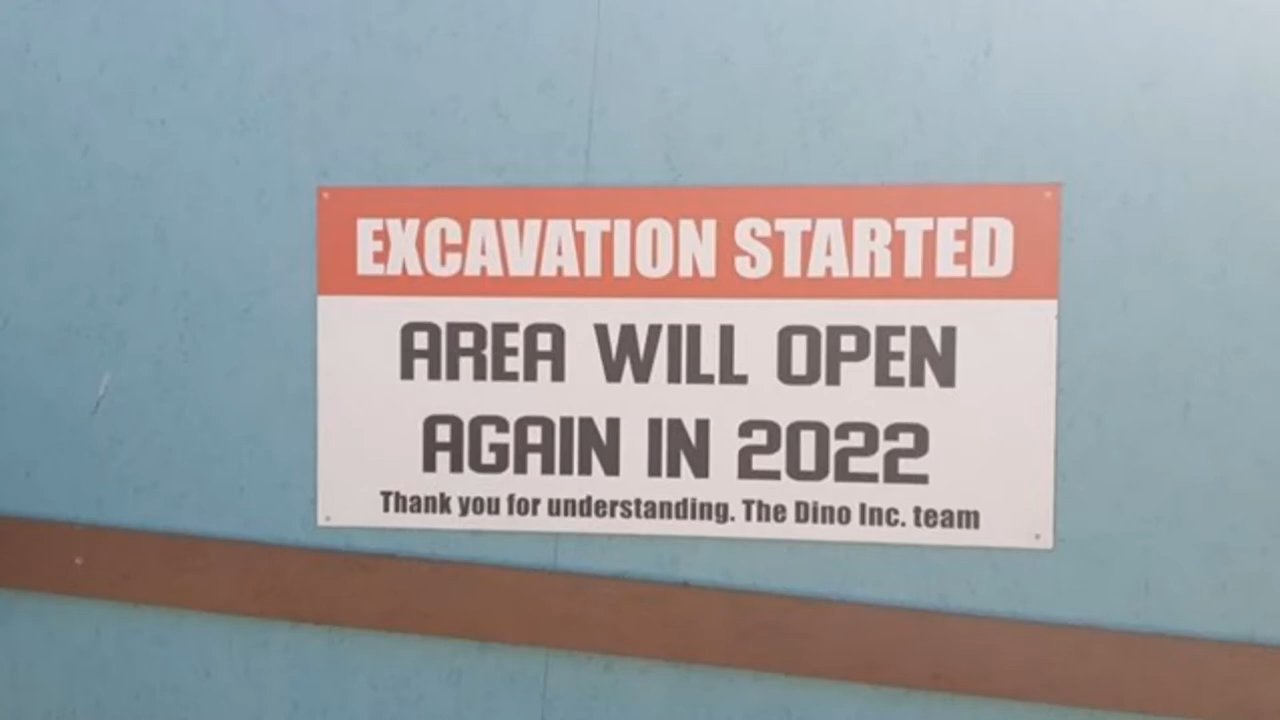 EXCAVATION STARTED
AREA WILL OPEN
AGAIN IN 2022
Thank you for understanding. The Dino Inc. team